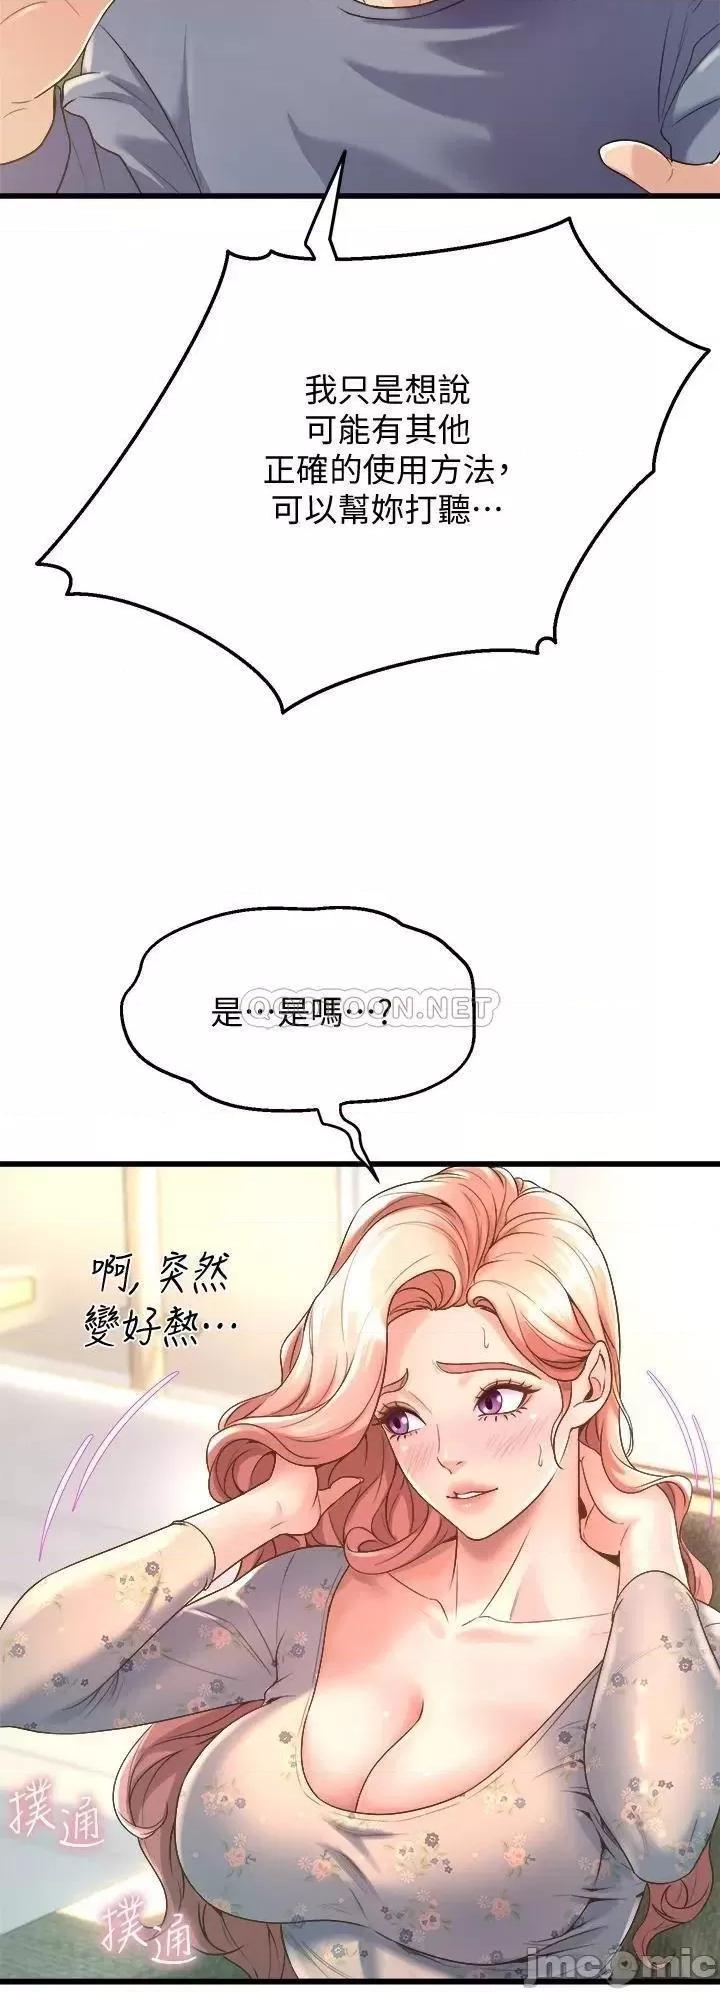 我只是想說
可能有其他
正確的使用方法，
可以幫妳打聽…
是…是嗎…?
QQTOON.NET
啊, 突然
變好熱…
撲通
撲通
jmcomic